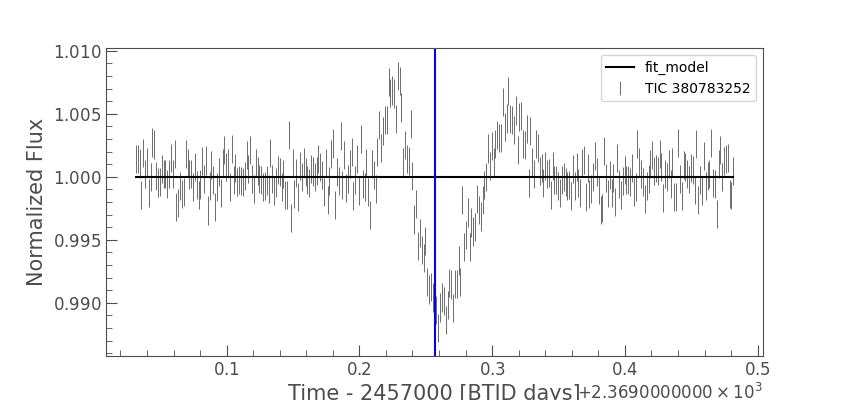 1.010
1.005
1.000
0.995
0.990
Normalized Flux
fit_model
TIC 380783252
0.1
0.2
0.3
0.4
0.5
Time - 2457000 [BTJD days]
+2.3690000000 × 10³